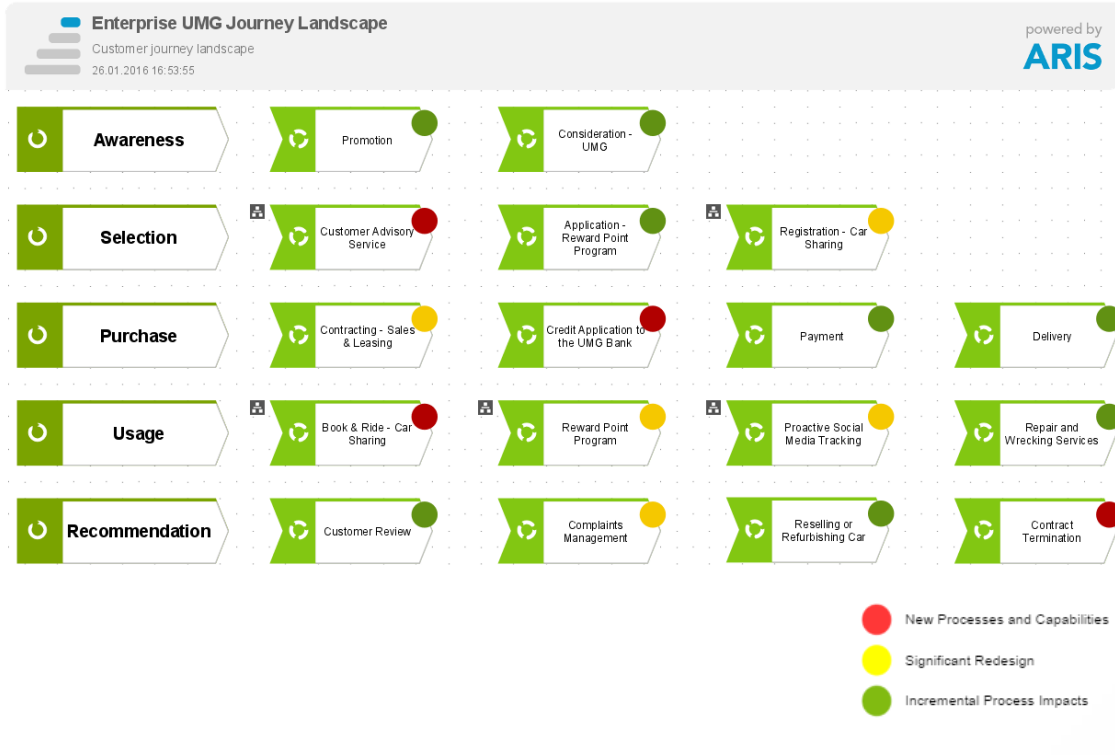 Enterprise UMG Journey Landscape
Customer journey landscape
26.01.2016 16:53:55
powered by
ARIS
Awareness
Promotion
Consideration -
UMG
Selection
Customer Advisory
Service
Application -
Reward Point
Program
Registration - Car
Sharing
Purchase
Contracting - Sales
& Leasing
Credit Application to
the UMG Bank
Payment
Delivery
Usage
Book & Ride - Car
Sharing
Reward Point
Program
Proactive Social
Media Tracking
Repair and
Wrecking Services
Recommendation
Customer Review
Complaints
Management
Reselling or
Refurbishing Car
Contract
Termination
New Processes and Capabilities
Significant Redesign
Incremental Process Impacts